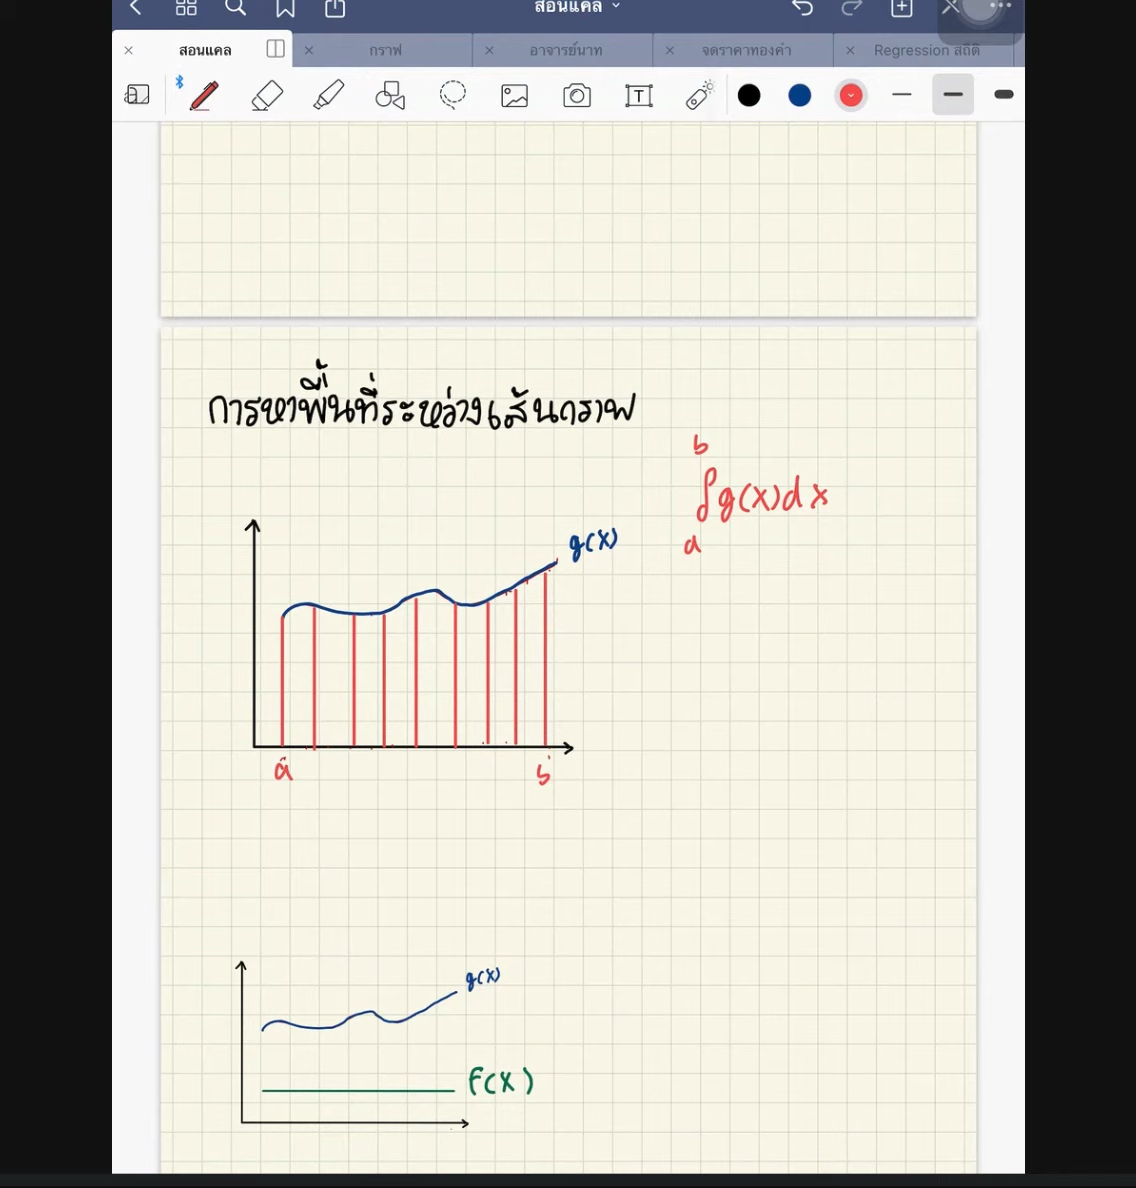 สอนแคล
สอนแคล
กราฟ
อาจารย์นาท
จดราคาทองคำ
Regression สถิติ
T
การหาพื้นที่ระหว่างเส้นกราฟ
b
∫g(x)dx
a
g(x)
a
b
g(x)
F(x)